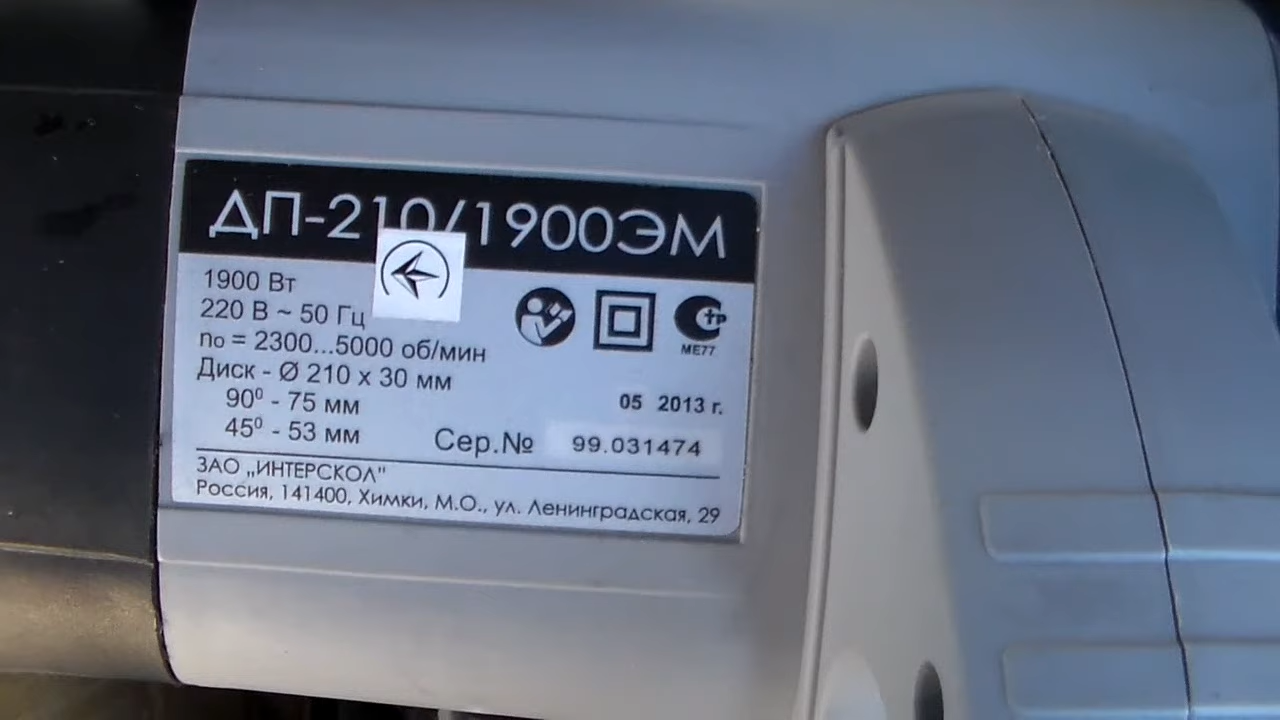 ДП-210/1900ЭМ
1900 Вт
220 В ~ 50 Гц
no = 2300...5000 об/мин
Диск - Ø 210 х 30 мм
90⁰ - 75 мм
45⁰ - 53 мм
тр
МЕ77
05 2013 г.
Сер.№ 99.031474
ЗАО „ИНТЕРСКОЛ"
Россия, 141400, Химки, М.О., ул. Ленинградская, 29